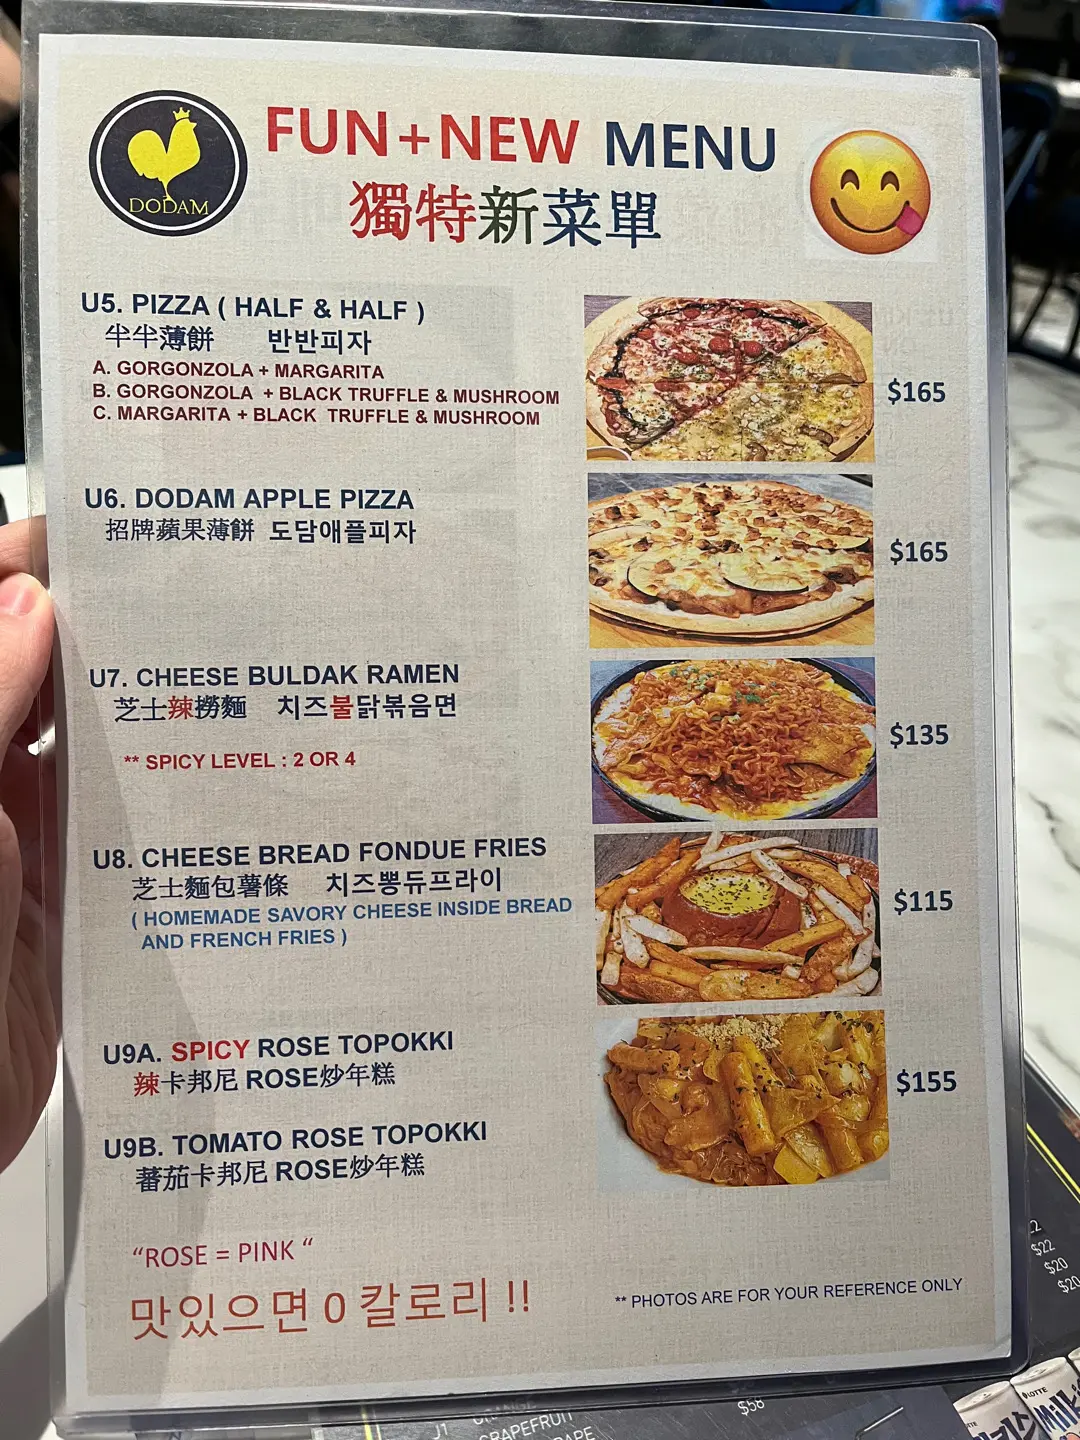 DODAM
FUN+NEW MENU
獨特新菜單
U5. PIZZA ( HALF & HALF )
半半薄餅 반반피자
A. GORGONZOLA + MARGARITA
B. GORGONZOLA + BLACK TRUFFLE & MUSHROOM
C. MARGARITA + BLACK TRUFFLE & MUSHROOM
$165
U6. DODAM APPLE PIZZA
招牌蘋果薄餅 도담애플피자
$165
U7. CHEESE BULDAK RAMEN
芝士辣撈麵 치즈불닭볶음면
** SPICY LEVEL : 2 OR 4
$135
U8. CHEESE BREAD FONDUE FRIES
芝士麵包薯條 치즈뽕듀프라이
( HOMEMADE SAVORY CHEESE INSIDE BREAD
AND FRENCH FRIES )
$115
U9A. SPICY ROSE TOPOKKI
辣卡邦尼 ROSE炒年糕
$155
U9B. TOMATO ROSE TOPOKKI
蕃茄卡邦尼 ROSE炒年糕
“ROSE = PINK “
맛있으면 0 칼로리 !!
** PHOTOS ARE FOR YOUR REFERENCE ONLY
$22
$20
$20
J1
GRAPEFRUIT
$58
LOTTE
Milkis